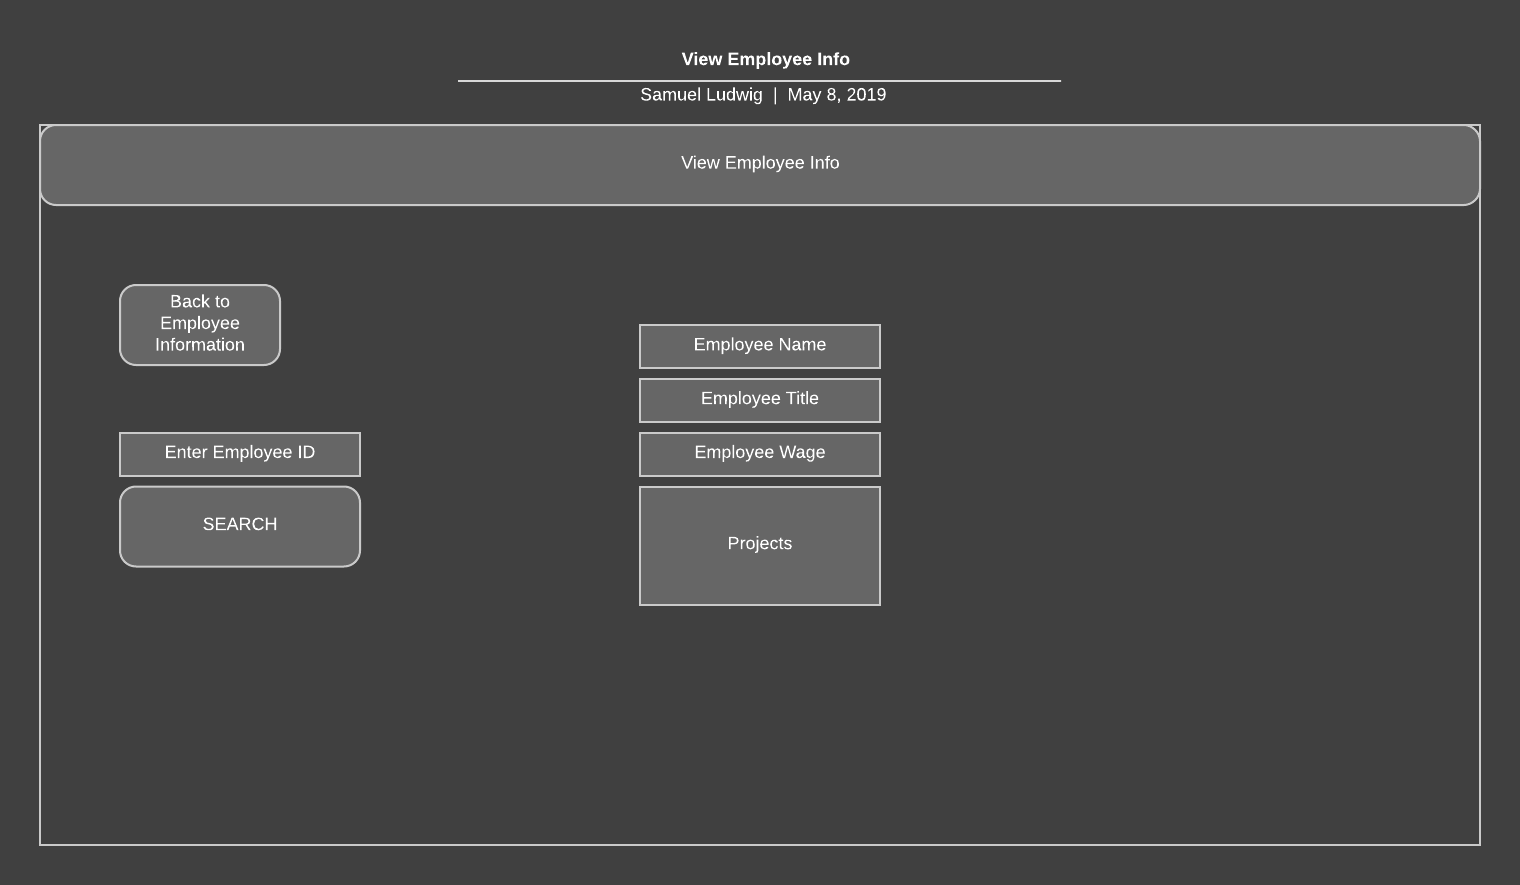 View Employee Info
Samuel Ludwig | May 8, 2019
View Employee Info
Back to
Employee
Information
Enter Employee ID
SEARCH
Employee Name
Employee Title
Employee Wage
Projects